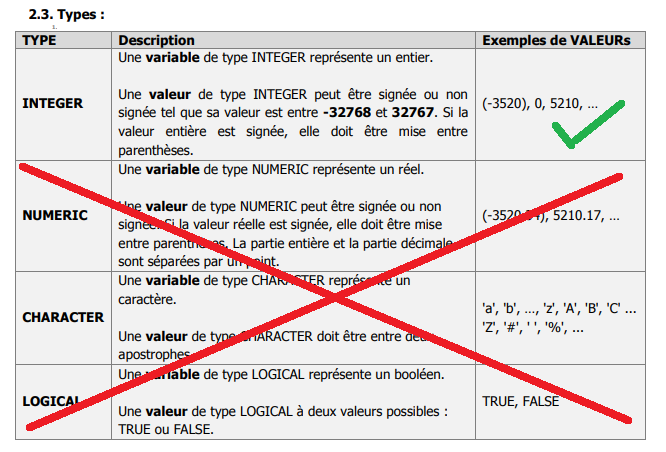 2.3. Types :
TYPE Description Exemples de VALEURs
Une variable de type INTEGER représente un entier.
INTEGER
Une valeur de type INTEGER peut être signée ou non
signée tel que sa valeur est entre -32768 et 32767. Si la
valeur entière est signée, elle doit être mise entre
parenthèses.
(-3520), 0, 5210, …
Une variable de type NUMERIC représente un réel.
NUMERIC
Une valeur de type NUMERIC peut être signée ou non
signée. Si la valeur réelle est signée, elle doit être mise
entre parenthèses. La partie entière et la partie décimale
sont séparées par un point.
(-3520. 4), 5210.17, …
Une variable de type CHARACTER représente un
caractère.
CHARACTER
Une valeur de type CHARACTER doit être entre deux
apostrophes
'a', 'b', …, 'z', 'A', 'B', 'C' …
'Z', '#', ' ', '%', …
Une variable de type LOGICAL représente un booléen.
LOGICAL
Une valeur de type LOGICAL à deux valeurs possibles :
TRUE ou FALSE.
TRUE, FALSE